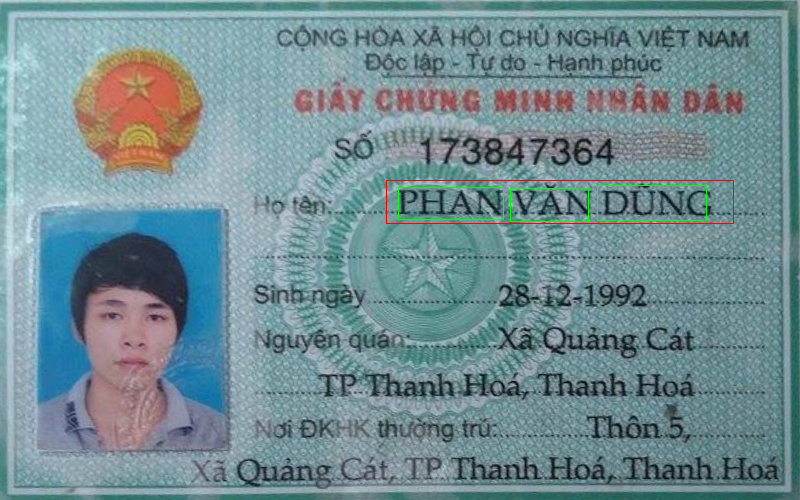 CỘNG HÒA XÃ HỘI CHỦ NGHĨA VIỆT NAM
Độc lập - Tự do - Hạnh phúc
GIẤY CHỨNG MINH NHÂN DÂN
SỐ 173847364
Họ tên: PHAN VĂN DŨNG
Sinh ngày 28-12-1992
Nguyên quán: Xã Quảng Cát
TP Thanh Hoá, Thanh Hoá
Nơi ĐKHK thường trú: Thôn 5,
Xã Quảng Cát, TP Thanh Hoá, Thanh Hoá
VIỆT NAM